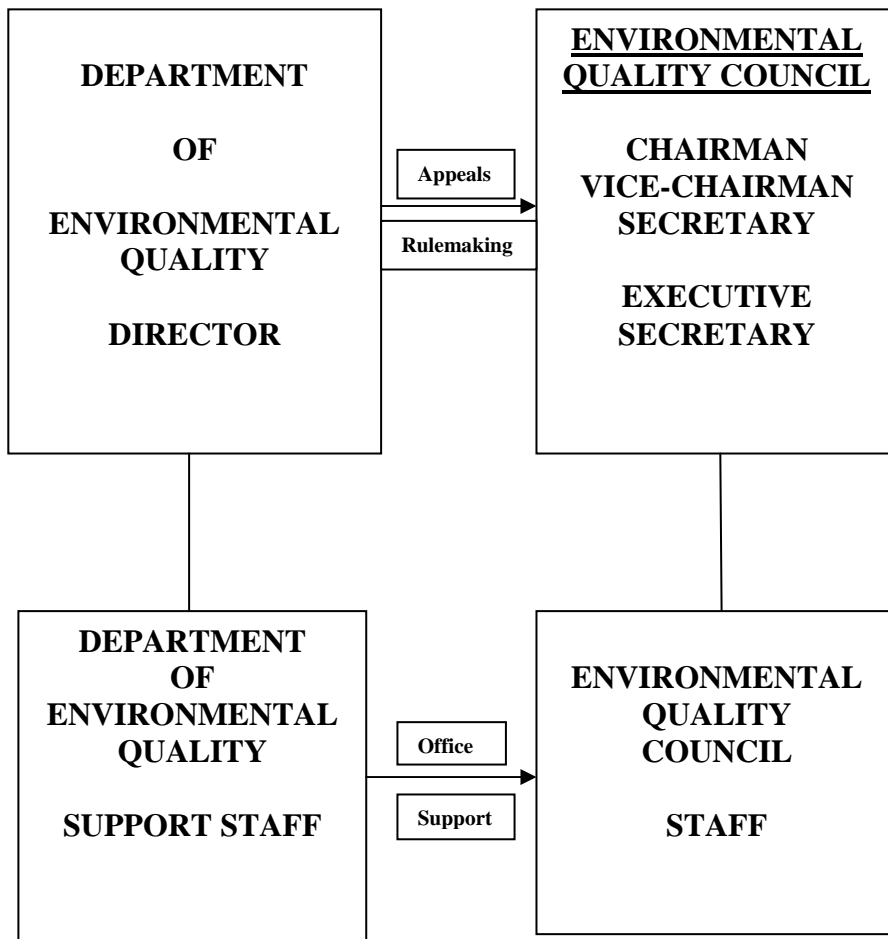 DEPARTMENT
OF
ENVIRONMENTAL
QUALITY
DIRECTOR
Appeals
Rulemaking
ENVIRONMENTAL
QUALITY COUNCIL
CHAIRMAN
VICE-CHAIRMAN
SECRETARY
EXECUTIVE
SECRETARY
DEPARTMENT
OF
ENVIRONMENTAL
QUALITY
SUPPORT STAFF
Office
Support
ENVIRONMENTAL
QUALITY
COUNCIL
STAFF